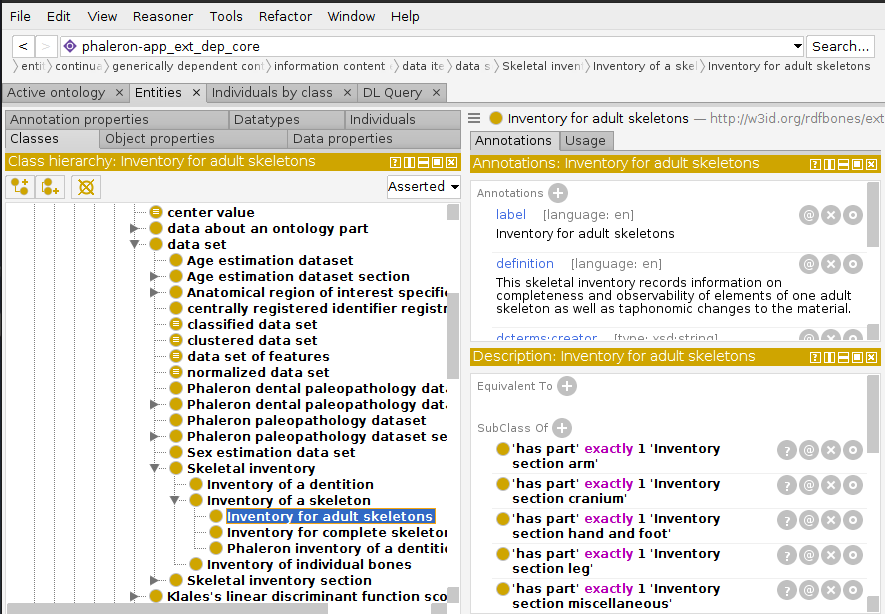 File Edit View Reasoner Tools Refactor Window Help
< > phaleron-app_ext_dep_core Search...
entit continua generically dependent cont information content data ite data s Skeletal inven Inventory of a skel Inventory for adult skeletons
Active ontology × Entities × Individuals by class × DL Query ×
Annotation properties Datatypes Individuals
Classes Object properties Data properties
Class hierarchy: Inventory for adult skeletons
Asserted
center value
data about an ontology part
data set
Age estimation dataset
Age estimation dataset section
Anatomical region of interest specific
centrally registered identifier registr
classified data set
clustered data set
data set of features
normalized data set
Phaleron dental paleopathology dat
Phaleron dental paleopathology dat
Phaleron paleopathology dataset
Phaleron paleopathology dataset se
Sex estimation data set
Skeletal inventory
Inventory of a dentition
Inventory of a skeleton
Inventory for adult skeletons
Inventory for complete skeleton
Phaleron inventory of a dentitio
Inventory of individual bones
Skeletal inventory section
Klales's linear discriminant function sco
Inventory for adult skeletons — http://w3id.org/rdfbones/ext
Annotations Usage
Annotations: Inventory for adult skeletons
Annotations
label [language: en]
Inventory for adult skeletons
definition [language: en]
This skeletal inventory records information on
completeness and observability of elements of one adult
skeleton as well as taphonomic changes to the material.
dcterms:creator [type: xsd:string]
Description: Inventory for adult skeletons
Equivalent To
SubClass Of
'has part' exactly 1 'Inventory
section arm'
'has part' exactly 1 'Inventory
section cranium'
'has part' exactly 1 'Inventory
section hand and foot'
'has part' exactly 1 'Inventory
section leg'
'has part' exactly 1 'Inventory
section miscellaneous'